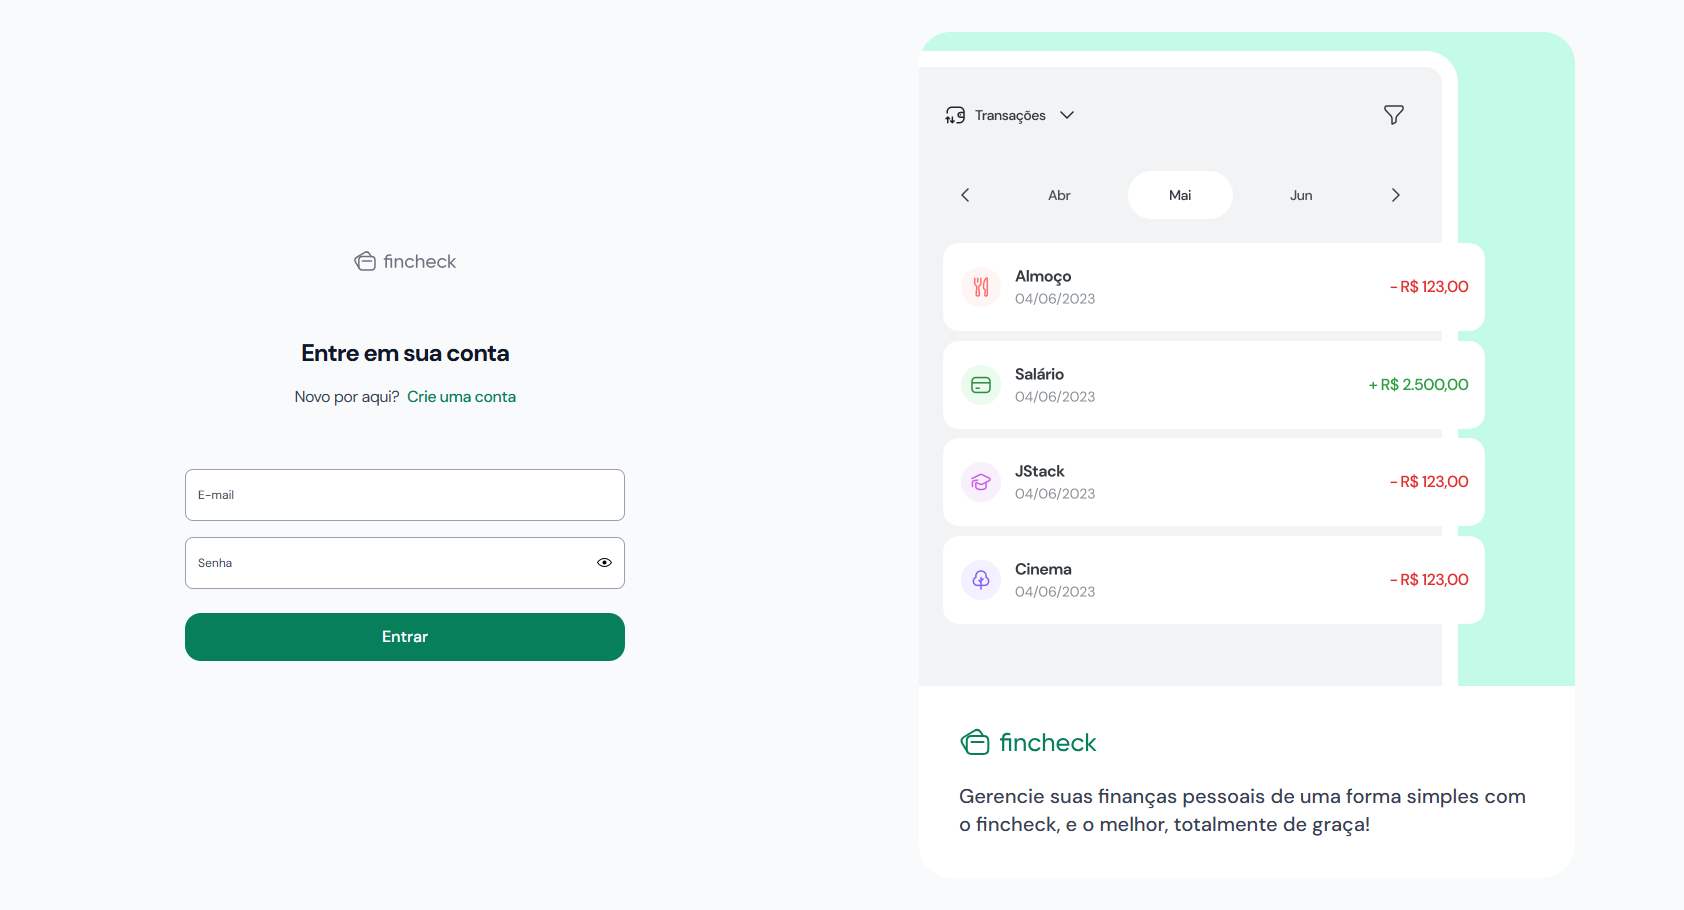 fincheck
Entre em sua conta
Novo por aqui? Crie uma conta
E-mail
Senha
Entrar
Transações
Abr Mai Jun
Almoço
04/06/2023
- R$ 123,00
Salário
04/06/2023
+ R$ 2.500,00
JStack
04/06/2023
- R$ 123,00
Cinema
04/06/2023
- R$ 123,00
fincheck
Gerencie suas finanças pessoais de uma forma simples com
o fincheck, e o melhor, totalmente de graça!